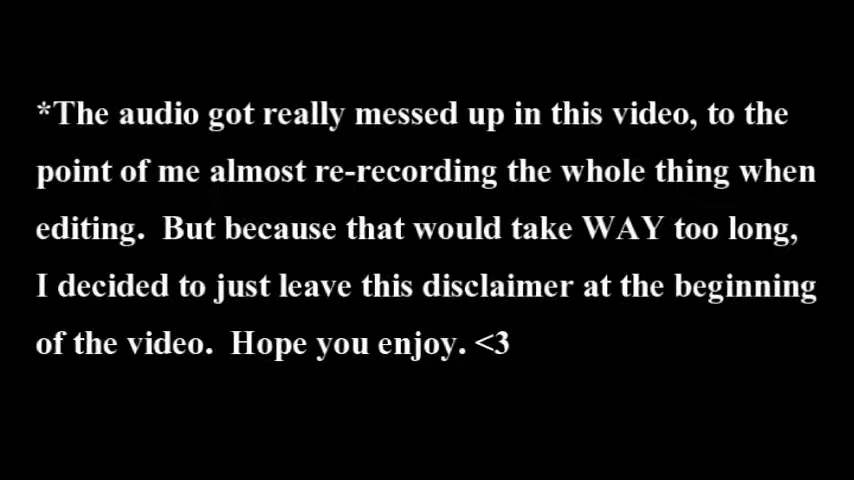 *The audio got really messed up in this video, to the
point of me almost re-recording the whole thing when
editing.  But because that would take WAY too long,
I decided to just leave this disclaimer at the beginning
of the video.  Hope you enjoy. <3